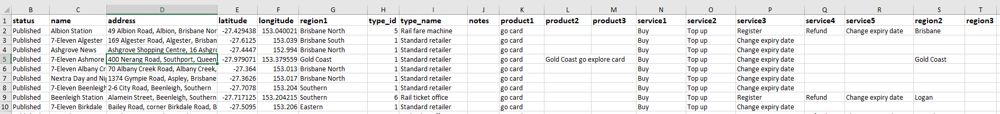 B C D E F G H I J K L M N O P Q R S T
1 status name address latitude longitude region1 type_id type_name notes product1 product2 product3 service1 service2 service3 service4 service5 region2 region3
2 Published Albion Station 49 Albion Road, Albion, Brisbane Nor -27.429438 153.040021 Brisbane North 5 Rail fare machine go card Buy Top up Register Refund Change expiry date Brisbane
3 Published 7-Eleven Algester 169 Algester Road, Algester, Brisban -27.6125 153.039 Brisbane South 1 Standard retailer go card Buy Top up Change expiry date
4 Published Ashgrove News Ashgrove Shopping Centre, 16 Ashgro -27.4447 152.994 Brisbane North 1 Standard retailer go card Buy Top up Change expiry date
5 Published 7-Eleven Ashmore 400 Nerang Road, Southport, Queen -27.979071 153.379559 Gold Coast 1 Standard retailer go card Gold Coast go explore card Buy Top up Change expiry date Gold Coast
6 Published 7-Eleven Albany Cr 70 Albany Creek Road, Albany Creek, -27.364 153.013 Brisbane North 1 Standard retailer go card Buy Top up Change expiry date
7 Published Nextra Day and Nig 1374 Gympie Road, Aspley, Brisbane -27.3626 153.017 Brisbane North 1 Standard retailer go card Buy Top up Change expiry date
8 Published 7-Eleven Beenleigh 2-6 City Road, Beenleigh, Southern -27.7078 153.204 Southern 1 Standard retailer go card Buy Top up Change expiry date
9 Published Beenleigh Station Alamein Street, Beenleigh, Southern -27.717125 153.204215 Southern 6 Rail ticket office go card Buy Top up Register Refund Change expiry date Logan
10 Published 7-Eleven Birkdale Bailey Road, corner Birkdale Road, B -27.5095 153.206 Eastern 1 Standard retailer go card Buy Top up Change expiry date